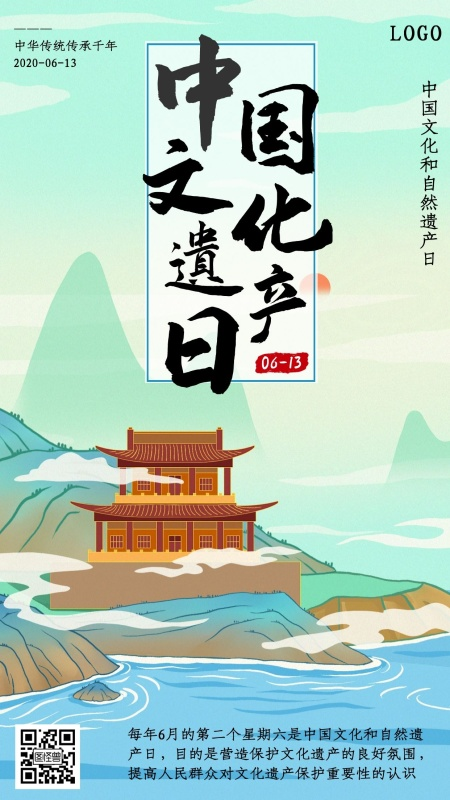 中华传统传承千年
2020-06-13
LOGO
中国文化和自然遗产日
中国
文化
遺产
日
06-13
每年6月的第二个星期六是中国文化和自然遗
产日，目的是营造保护文化遗产的良好氛围，
提高人民群众对文化遗产保护重要性的认识
图怪兽